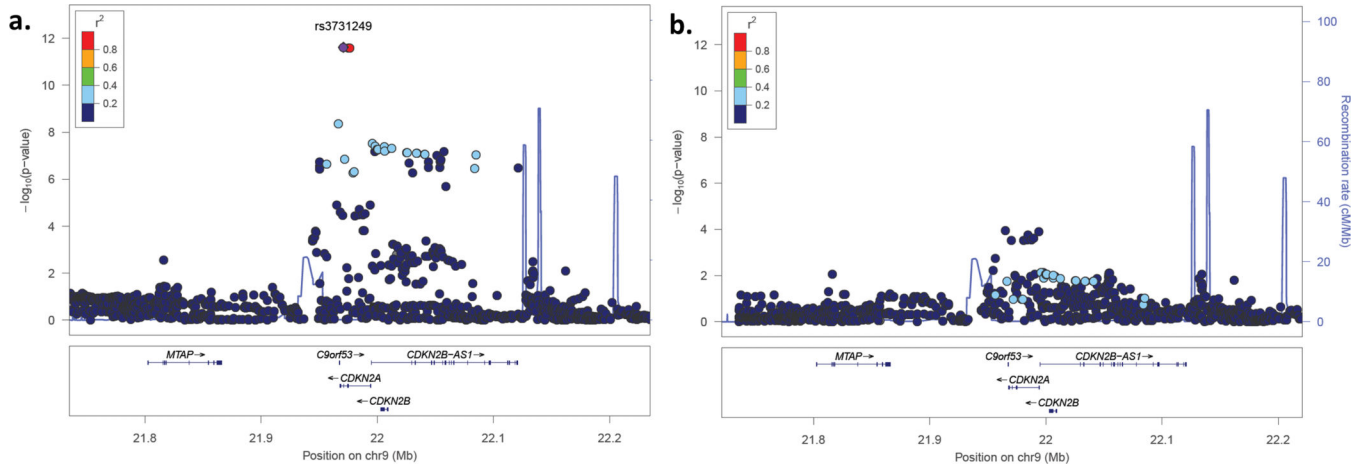 a.
r2
0.8
0.6
0.4
0.2
rs3731249
12
10
8
6
4
2
0
− log10(p−value)
MTAP→
C9orf53→
CDKN2B−AS1→
←CDKN2A
←CDKN2B
21.8
21.9
22
22.1
22.2
Position on chr9 (Mb)
b.
r2
0.8
0.6
0.4
0.2
12
10
8
6
4
2
0
− log10(p−value)
100
80
60
40
20
0
Recombination rate (cM/Mb)
MTAP→
C9orf53→
CDKN2B−AS1→
←CDKN2A
←CDKN2B
21.8
21.9
22
22.1
22.2
Position on chr9 (Mb)